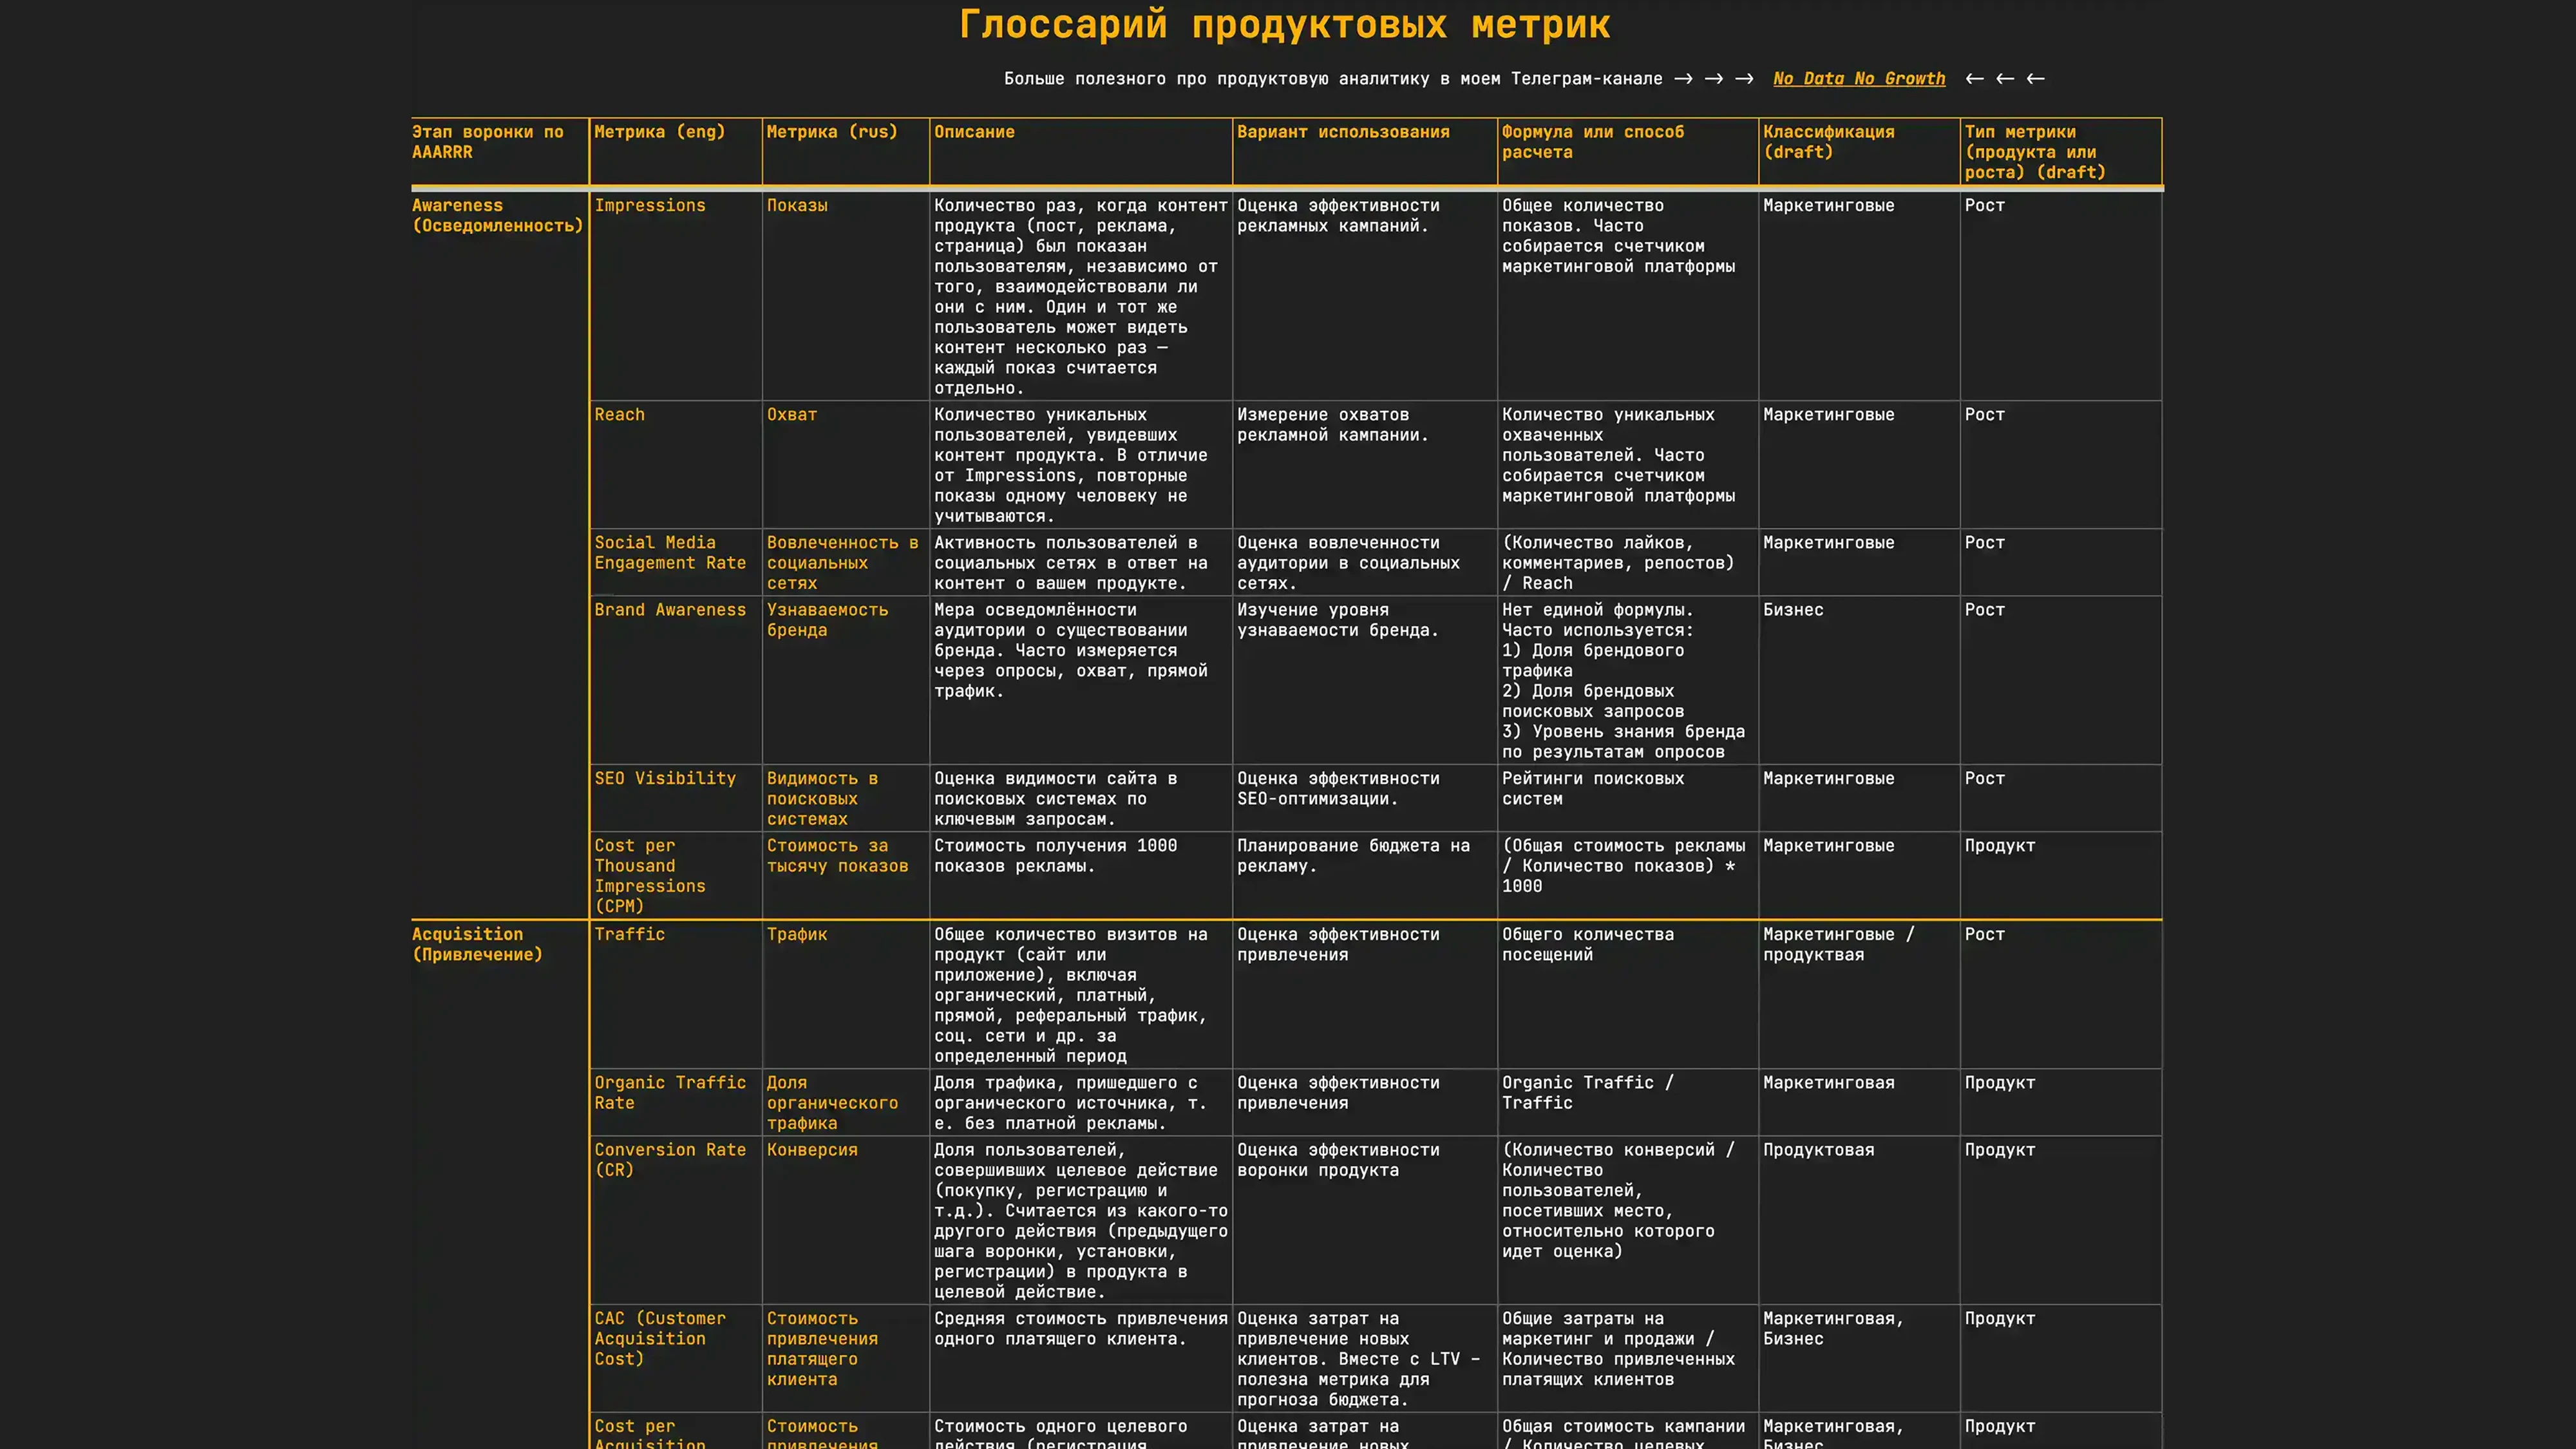 Глоссарий продуктовых метрик
Больше полезного про продуктовую аналитику в моем Телеграм-канале → → → No Data No Growth ← ← ←
Этап воронки по
AAARRR
Метрика (eng)
Метрика (rus)
Описание
Вариант использования
Формула или способ
расчета
Классификация
(draft)
Тип метрики
(продукта или
роста) (draft)
Awareness
(Осведомленность)
Impressions
Показы
Количество раз, когда контент
продукта (пост, реклама,
страница) был показан
пользователям, независимо от
того, взаимодействовали ли
они с ним. Один и тот же
пользователь может видеть
контент несколько раз —
каждый показ считается
отдельно.
Оценка эффективности
рекламных кампаний.
Общее количество
показов. Часто
собирается счетчиком
маркетинговой платформы
Маркетинговые
Рост
Reach
Охват
Количество уникальных
пользователей, увидевших
контент продукта. В отличие
от Impressions, повторные
показы одному человеку не
учитываются.
Измерение охватов
рекламной кампании.
Количество уникальных
охваченных
пользователей. Часто
собирается счетчиком
маркетинговой платформы
Маркетинговые
Рост
Social Media
Engagement Rate
Вовлеченность в
социальных
сетях
Активность пользователей в
социальных сетях в ответ на
контент о вашем продукте.
Оценка вовлеченности
аудитории в социальных
сетях.
(Количество лайков,
комментариев, репостов)
/ Reach
Маркетинговые
Рост
Brand Awareness
Узнаваемость
бренда
Мера осведомлённости
аудитории о существовании
бренда. Часто измеряется
через опросы, охват, прямой
трафик.
Изучение уровня
узнаваемости бренда.
Нет единой формулы.
Часто используется:
1) Доля брендового
трафика
2) Доля брендовых
поисковых запросов
3) Уровень знания бренда
по результатам опросов
Бизнес
Рост
SEO Visibility
Видимость в
поисковых
системах
Оценка видимости сайта в
поисковых системах по
ключевым запросам.
Оценка эффективности
SEO-оптимизации.
Рейтинги поисковых
систем
Маркетинговые
Рост
Cost per
Thousand
Impressions
(CPM)
Стоимость за
тысячу показов
Стоимость получения 1000
показов рекламы.
Планирование бюджета на
рекламу.
(Общая стоимость рекламы
/ Количество показов) *
1000
Маркетинговые
Продукт
Acquisition
(Привлечение)
Traffic
Трафик
Общее количество визитов на
продукт (сайт или
приложение), включая
органический, платный,
прямой, реферальный трафик,
соц. сети и др. за
определенный период
Оценка эффективности
привлечения
Общего количества
посещений
Маркетинговые /
продуктвая
Рост
Organic Traffic
Rate
Доля
органического
трафика
Доля трафика, пришедшего с
органического источника, т.
е. без платной рекламы.
Оценка эффективности
привлечения
Organic Traffic /
Traffic
Маркетинговая
Продукт
Conversion Rate
(CR)
Конверсия
Доля пользователей,
совершивших целевое действие
(покупку, регистрацию и
т.д.). Считается из какого-то
другого действия (предыдущего
шага воронки, установки,
регистрации) в продукта в
целевой действие.
Оценка эффективности
воронки продукта
(Количество конверсий /
Количество
пользователей,
посетивших место,
относительно которого
идет оценка)
Продуктовая
Продукт
CAC (Customer
Acquisition
Cost)
Стоимость
привлечения
платящего
клиента
Средняя стоимость привлечения
одного платящего клиента.
Оценка затрат на
привлечение новых
клиентов. Вместе с LTV –
полезна метрика для
прогноза бюджета.
Общие затраты на
маркетинг и продажи /
Количество привлеченных
платящих клиентов
Маркетинговая,
Бизнес
Продукт
Cost per
Acquisition
Стоимость
привлечения
Стоимость одного целевого
действия (регистрация,
Оценка затрат на
привлечение новых
Общая стоимость кампании
/ Количество целевых
Маркетинговая,
Бизнес
Продукт